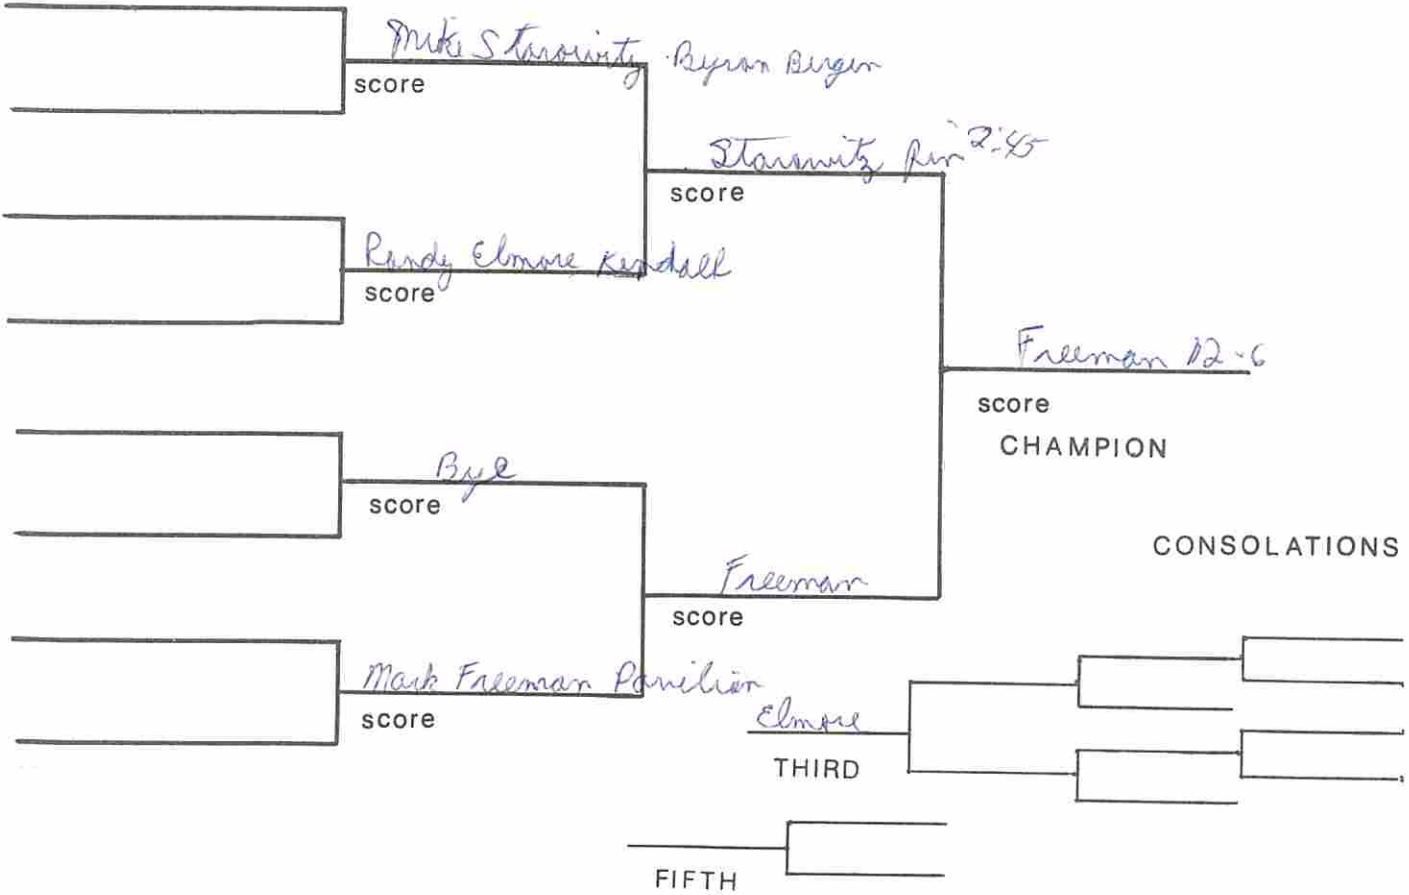 Mike Starowitz Byron Bergen
score
Starowitz Pin 2:45
score
Randy Elmore Kendall
score
Freeman 12-6
score
CHAMPION
Bye
score
CONSOLATIONS
Freeman
score
Mark Freeman Pavilion
score
Elmore
THIRD
FIFTH